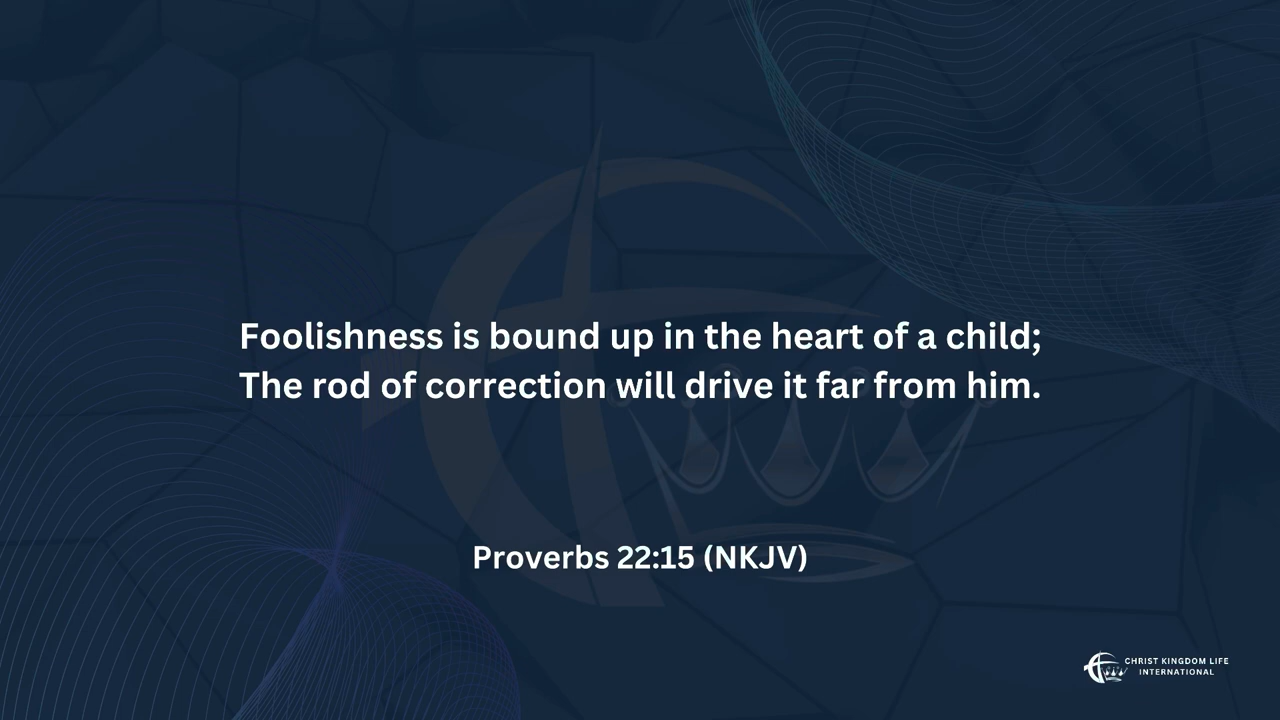 Foolishness is bound up in the heart of a child;
The rod of correction will drive it far from him.
Proverbs 22:15 (NKJV)
CHRIST KINGDOM LIFE
INTERNATIONAL